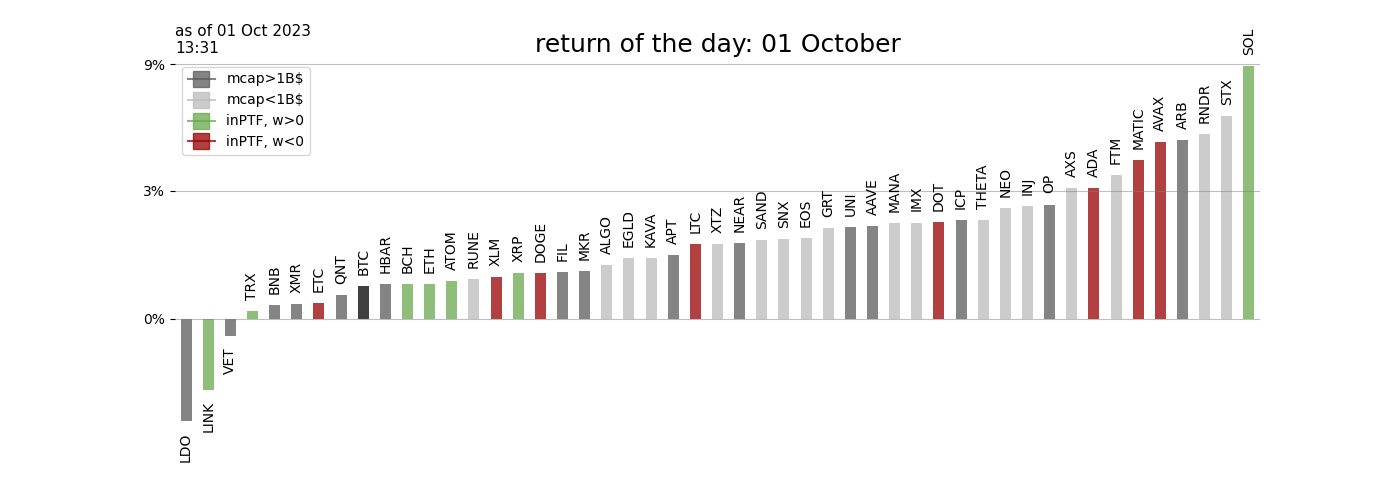 as of 01 Oct 2023
13:31
return of the day: 01 October
9%
3%
0%
mcap>1B$
mcap<1B$
inPTF, w>0
inPTF, w<0
LDO
LINK
VET
TRX
BNB
XMR
ETC
QNT
BTC
HBAR
BCH
ETH
ATOM
RUNE
XLM
XRP
DOGE
FIL
MKR
ALGO
EGLD
KAVA
APT
LTC
XTZ
NEAR
SAND
SNX
EOS
GRT
UNI
AAVE
MANA
IMX
DOT
ICP
THETA
NEO
INJ
OP
AXS
ADA
FTM
MATIC
AVAX
ARB
RNDR
STX
SOL